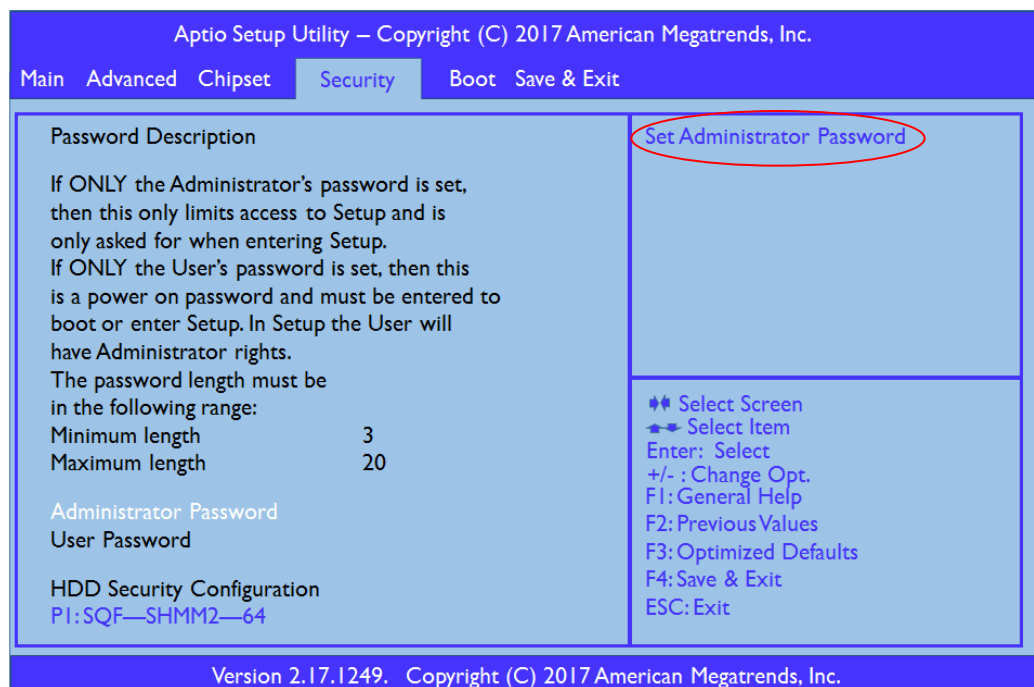 Aptio Setup Utility – Copyright (C) 2017 American Megatrends, Inc.
Main Advanced Chipset Security Boot Save & Exit
Password Description
If ONLY the Administrator's password is set,
then this only limits access to Setup and is
only asked for when entering Setup.
If ONLY the User's password is set, then this
is a power on password and must be entered to
boot or enter Setup. In Setup the User will
have Administrator rights.
The password length must be
in the following range:
Minimum length 3
Maximum length 20
Administrator Password
User Password
HDD Security Configuration
P1: SQF—SHMM2—64
Set Administrator Password
Select Screen
Select Item
Enter: Select
+/- : Change Opt.
F1: General Help
F2: Previous Values
F3: Optimized Defaults
F4: Save & Exit
ESC: Exit
Version 2.17.1249. Copyright (C) 2017 American Megatrends, Inc.